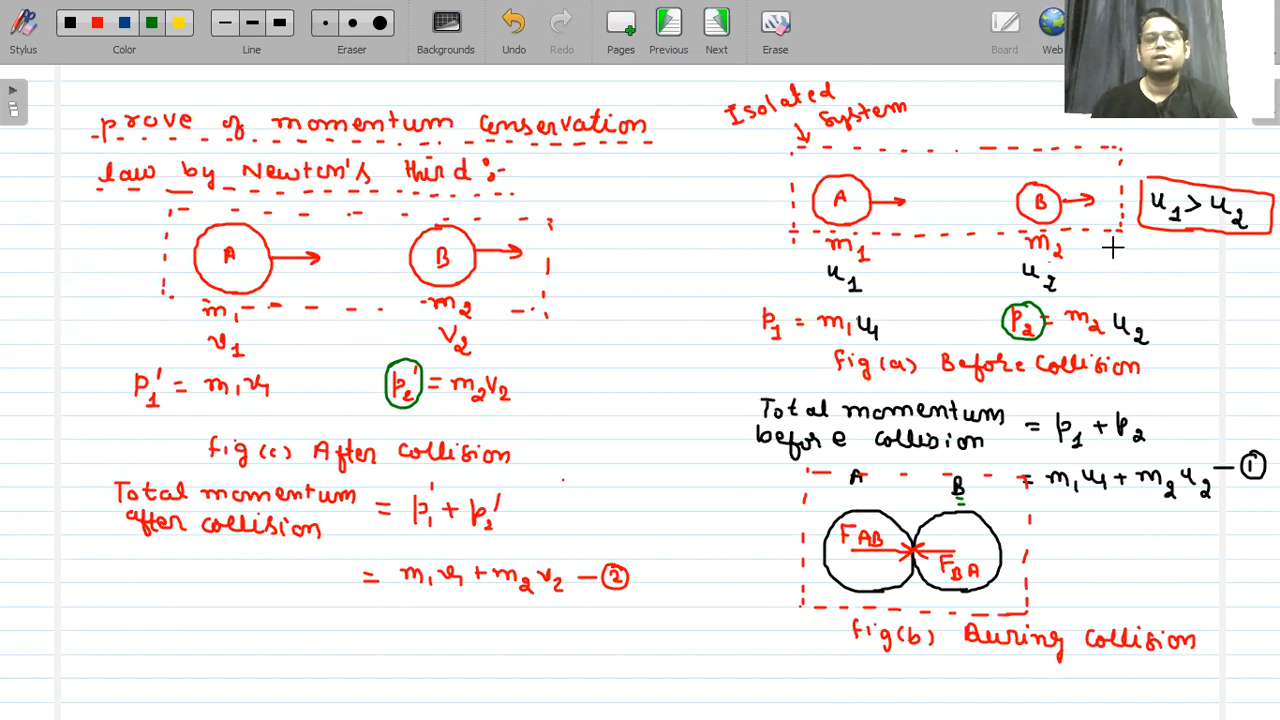 Stylus
Color
Line
Eraser
Backgrounds
Undo
Redo
Pages
Previous
Next
Erase
Board
Web
prove of momentum conservation
law by Newton's third :-
A
B
m1
m2
v1
V2
p1' = m1v1
p2' = m2V2
fig(c) After collision
Total momentum
after collision
= p1' + p2'
= m1v1 + m2v2 — ②
Isolated
System
A
B
u1 > u2
m1
m2
u1
u2
p1 = m1u1
p2 = m2u2
fig(a) Before Collision
Total momentum
before collision
= p1 + p2
= m1u1 + m2u2 — ①
A
B
FAB
FBA
fig(b) During collision